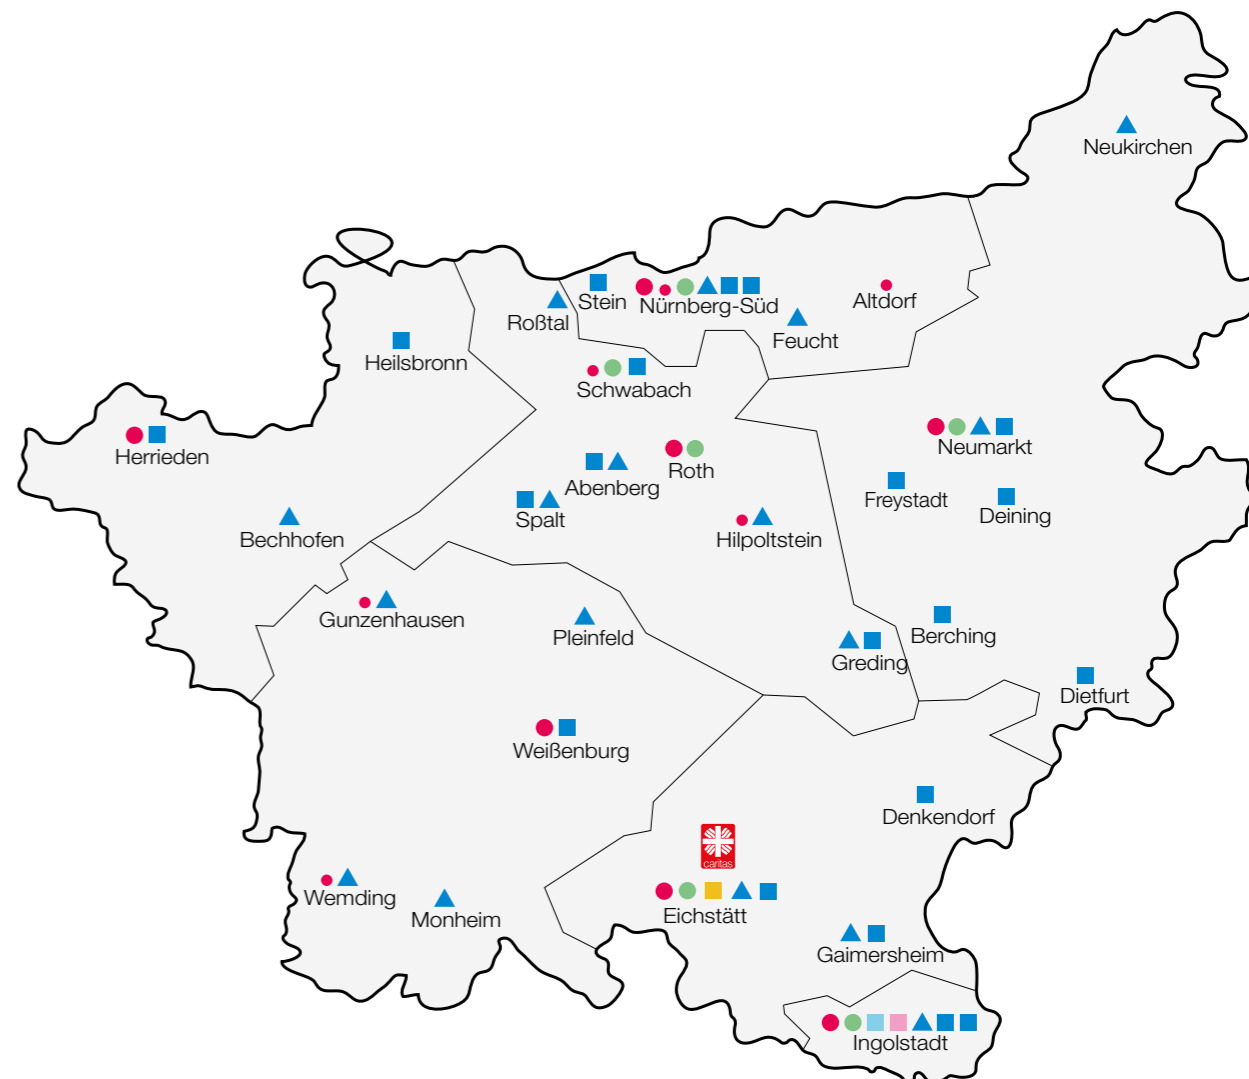 Neukirchen
Stein
Nürnberg-Süd
Altdorf
Roßtal
Feucht
Heilsbronn
Schwabach
Herrieden
Neumarkt
Roth
Abenberg
Freystadt
Deining
Spalt
Bechhofen
Hilpoltstein
Gunzenhausen
Pleinfeld
Berching
Greding
Dietfurt
Weißenburg
Denkendorf
caritas
Wemding
Monheim
Eichstätt
Gaimersheim
Ingolstadt